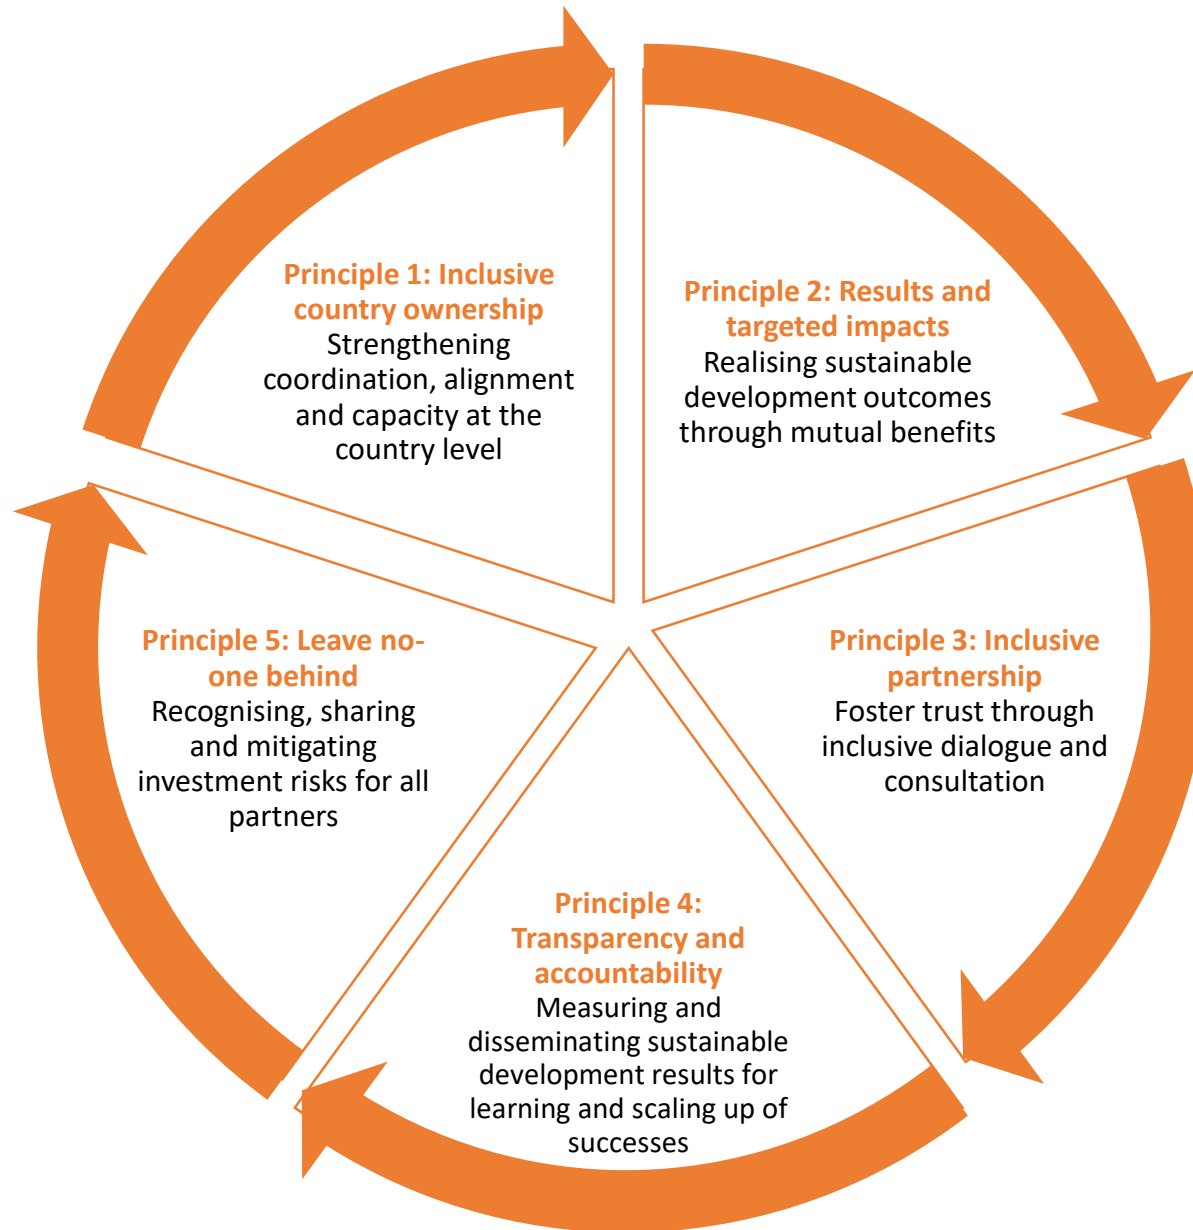 Principle 1: Inclusive
country ownership
Strengthening
coordination, alignment
and capacity at the
country level
Principle 2: Results and
targeted impacts
Realising sustainable
development outcomes
through mutual benefits
Principle 3: Inclusive
partnership
Foster trust through
inclusive dialogue and
consultation
Principle 4:
Transparency and
accountability
Measuring and
disseminating sustainable
development results for
learning and scaling up of
successes
Principle 5: Leave no-
one behind
Recognising, sharing
and mitigating
investment risks for all
partners